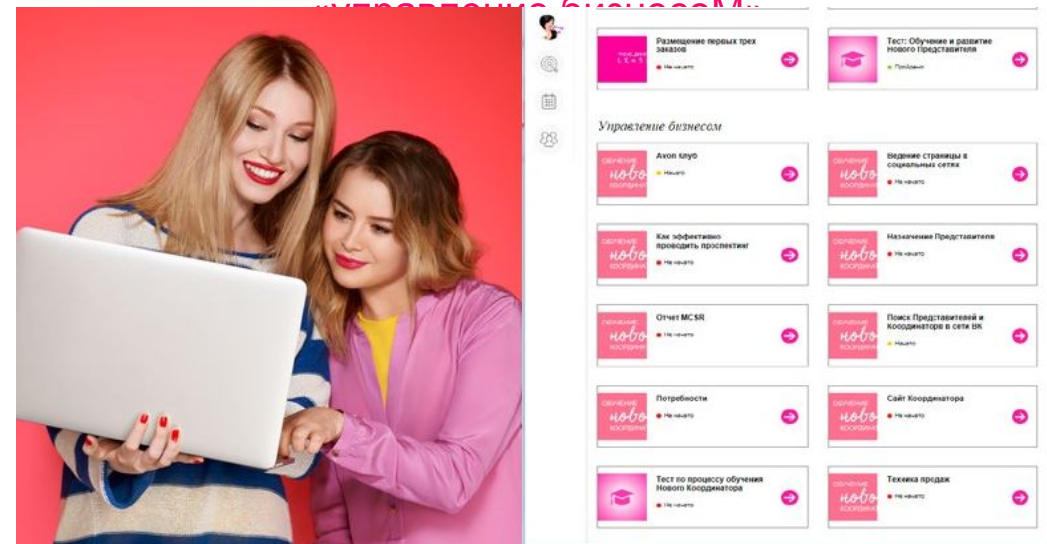 «управление бизнесоМ»
Размещение первых трех
заказов
Не начато
Тест: Обучение и развитие
Нового Представителя
Пройдено
Управление бизнесом
Avon клуб
Начато
Ведение страницы в
социальных сетях
Не начато
Как эффективно
проводить проспектинг
Не начато
Назначение Представителя
Не начато
Отчет MCSR
Не начато
Поиск Представителей и
Координаторв в сети ВК
Начато
Потребности
Не начато
Сайт Координатора
Не начато
Тест по процессу обучения
Нового Координатора
Не начато
Техника продаж
Не начато